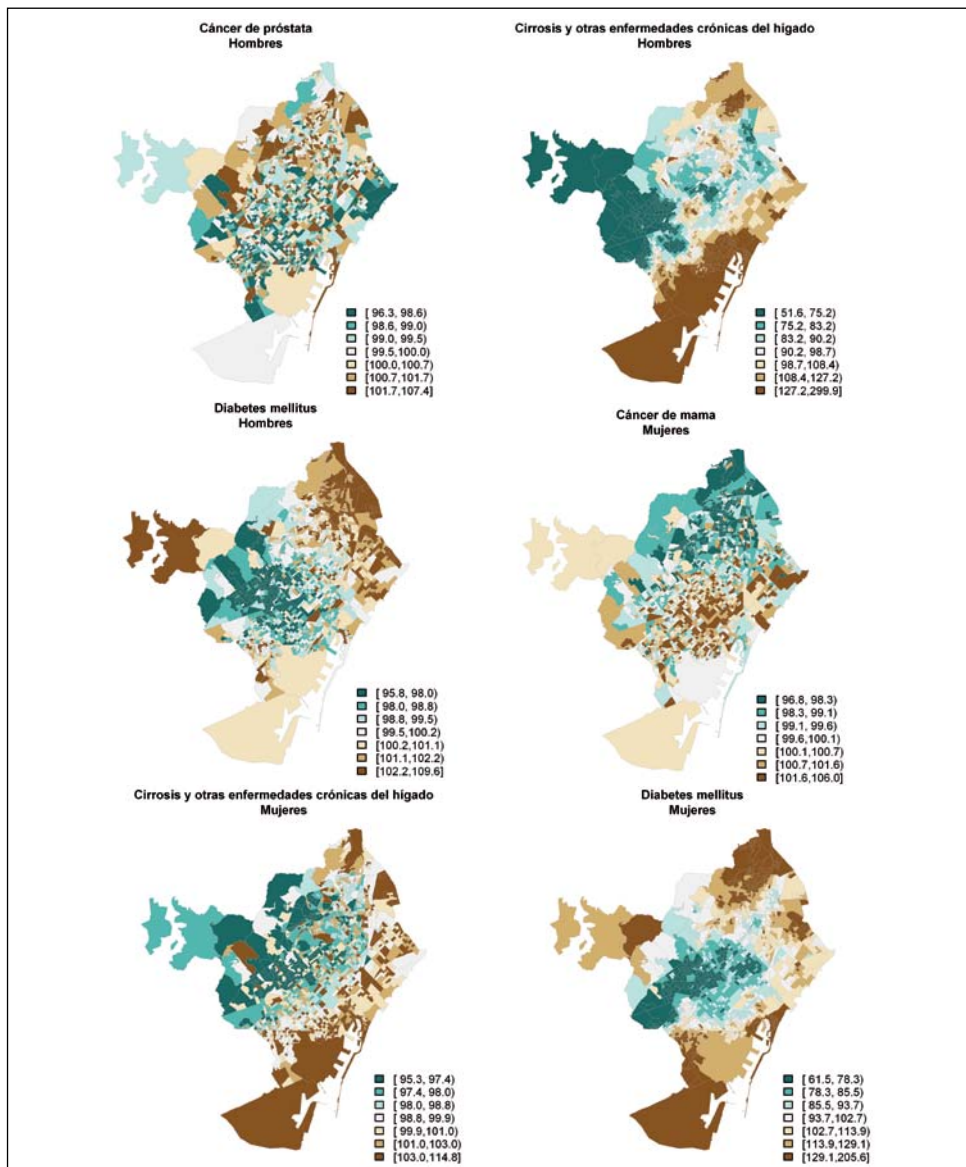 Cáncer de próstata
Hombres
[ 96.3, 98.6)
[ 98.6, 99.0)
[ 99.0, 99.5)
[ 99.5,100.0)
[100.0,100.7)
[100.7,101.7)
[101.7,107.4]
Cirrosis y otras enfermedades crónicas del hígado
Hombres
[ 51.6, 75.2)
[ 75.2, 83.2)
[ 83.2, 90.2)
[ 90.2, 98.7)
[ 98.7,108.4)
[108.4,127.2)
[127.2,299.9]
Diabetes mellitus
Hombres
[ 95.8, 98.0)
[ 98.0, 98.8)
[ 98.8, 99.5)
[ 99.5,100.2)
[100.2,101.1)
[101.1,102.2)
[102.2,109.6]
Cáncer de mama
Mujeres
[ 96.8, 98.3)
[ 98.3, 99.1)
[ 99.1, 99.6)
[ 99.6,100.1)
[100.1,100.7)
[100.7,101.6)
[101.6,106.0]
Cirrosis y otras enfermedades crónicas del hígado
Mujeres
[ 95.3, 97.4)
[ 97.4, 98.0)
[ 98.0, 98.8)
[ 98.8, 99.9)
[ 99.9,101.0)
[101.0,103.0)
[103.0,114.8]
Diabetes mellitus
Mujeres
[ 61.5, 78.3)
[ 78.3, 85.5)
[ 85.5, 93.7)
[ 93.7,102.7)
[102.7,113.9)
[113.9,129.1)
[129.1,205.6]